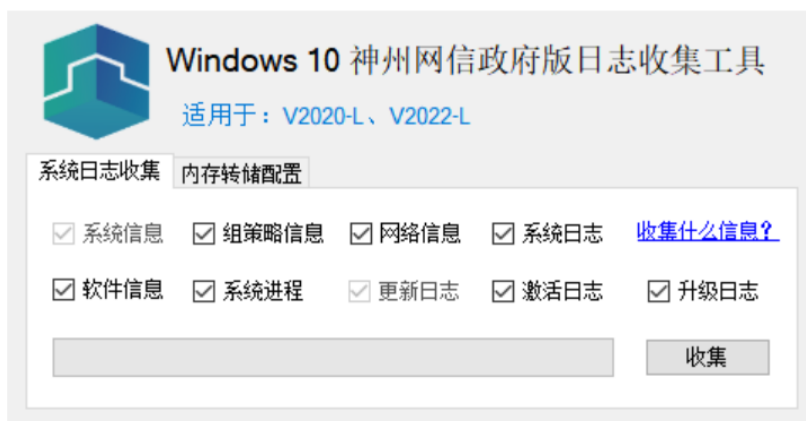 Windows 10 神州网信政府版日志收集工具
适用于：V2020-L、V2022-L
系统日志收集 内存转储配置
系统信息 组策略信息 网络信息 系统日志 收集什么信息?
软件信息 系统进程 更新日志 激活日志 升级日志
收集